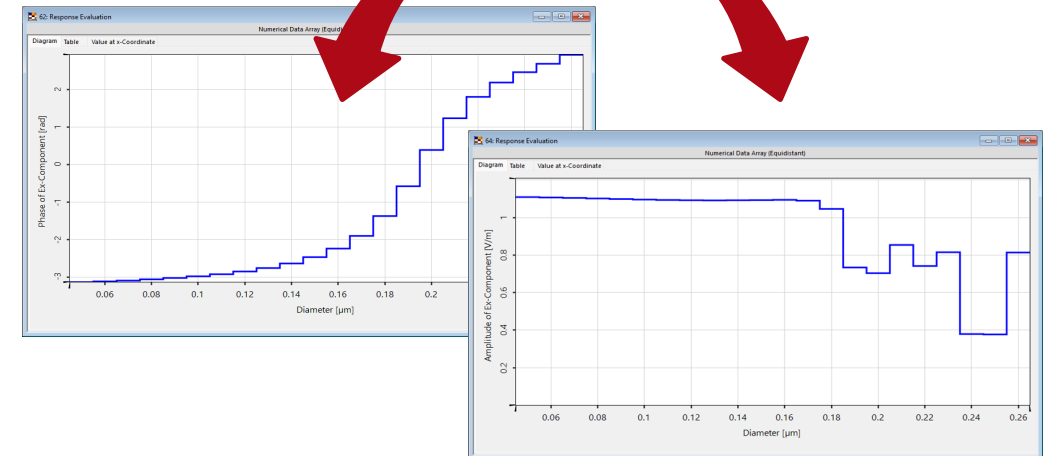 62: Response Evaluation
Numerical Data Array
Diagram Table Value at x-Coordinate
Phase of Ex-Component [rad]
2
1
0
-1
-2
-3
0.06 0.08 0.1 0.12 0.14 0.16 0.18 0.2
Diameter [µm]
64: Response Evaluation
Numerical Data Array (Equidistant)
Diagram Table Value at x-Coordinate
Amplitude of Ex-Component [V/m]
1
0.8
0.6
0.4
0.2
0.06 0.08 0.1 0.12 0.14 0.16 0.18 0.2 0.22 0.24 0.26
Diameter [µm]